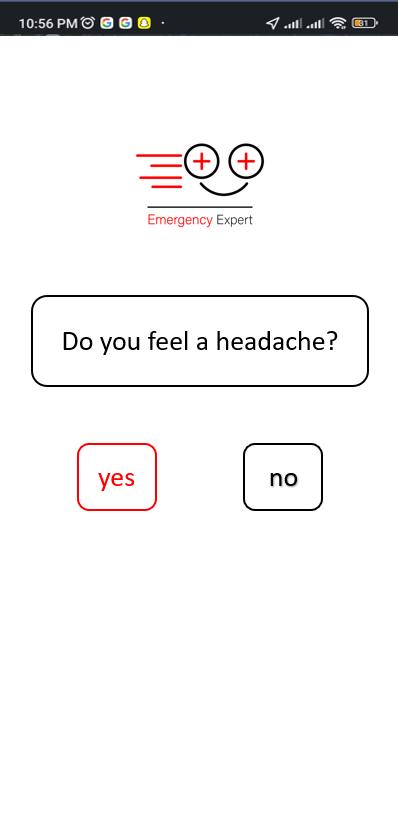 10:56 PM
31
Emergency Expert
Do you feel a headache?
yes
no